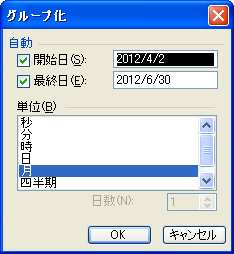 グループ化
自動
開始日(S): 2012/4/2
最終日(E): 2012/6/30
単位(B)
秒
分
時
日
月
四半期
日数(N): 1
OK キャンセル